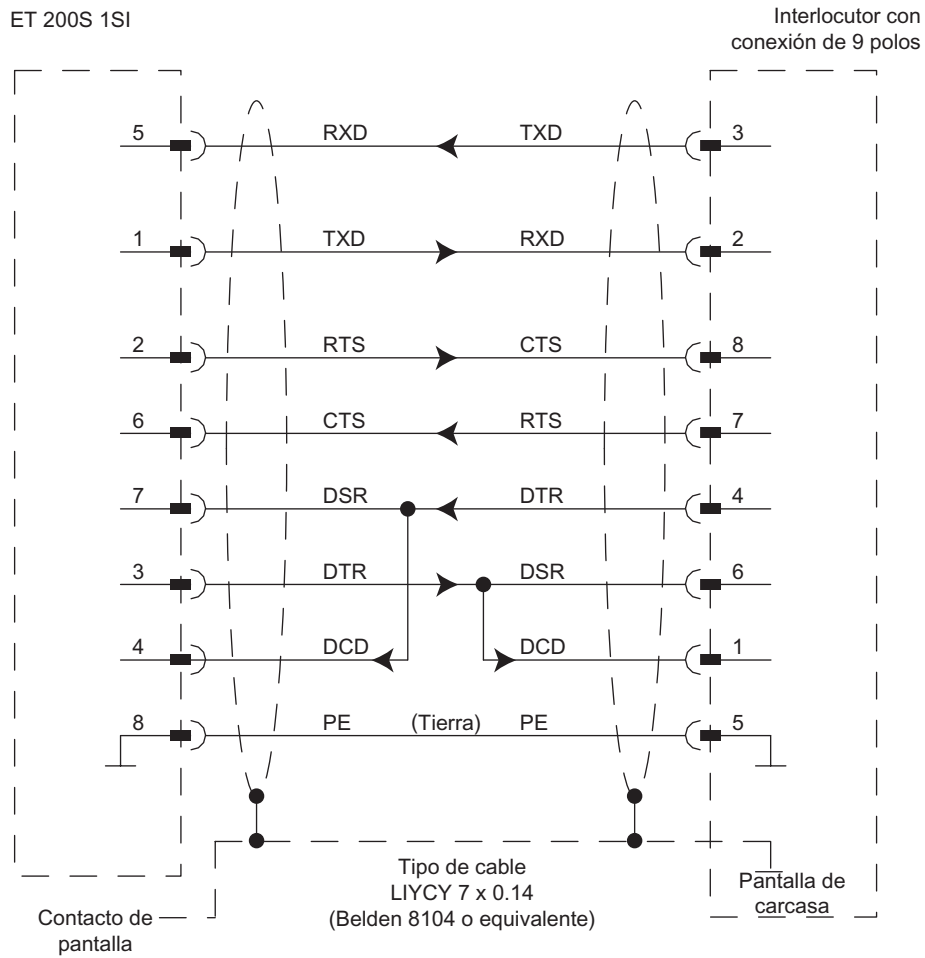 ET 200S 1SI
Interlocutor con
conexión de 9 polos
5 RXD TXD 3
1 TXD RXD 2
2 RTS CTS 8
6 CTS RTS 7
7 DSR DTR 4
3 DTR DSR 6
4 DCD DCD 1
8 PE (Tierra) PE 5
Tipo de cable
LIYCY 7 x 0.14
(Belden 8104 o equivalente)
Contacto de
pantalla
Pantalla de
carcasa